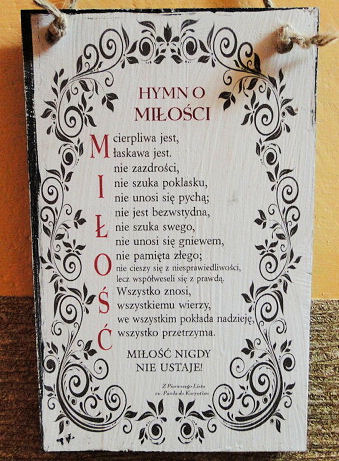 HYMN O
MIŁOŚCI
MIŁOŚĆ
cierpliwa jest,
łaskawa jest.
nie zazdrości,
nie szuka poklasku,
nie unosi się pychą;
nie jest bezwstydna,
nie szuka swego,
nie unosi się gniewem,
nie pamięta złego;
nie cieszy się z niesprawiedliwości,
lecz współweseli się z prawdą.
Wszystko znosi,
wszystkiemu wierzy,
we wszystkim pokłada nadzieję,
wszystko przetrzyma.
MIŁOŚĆ NIGDY
NIE USTAJE!
Z Pierwszego Listu
św. Pawła do Koryntian